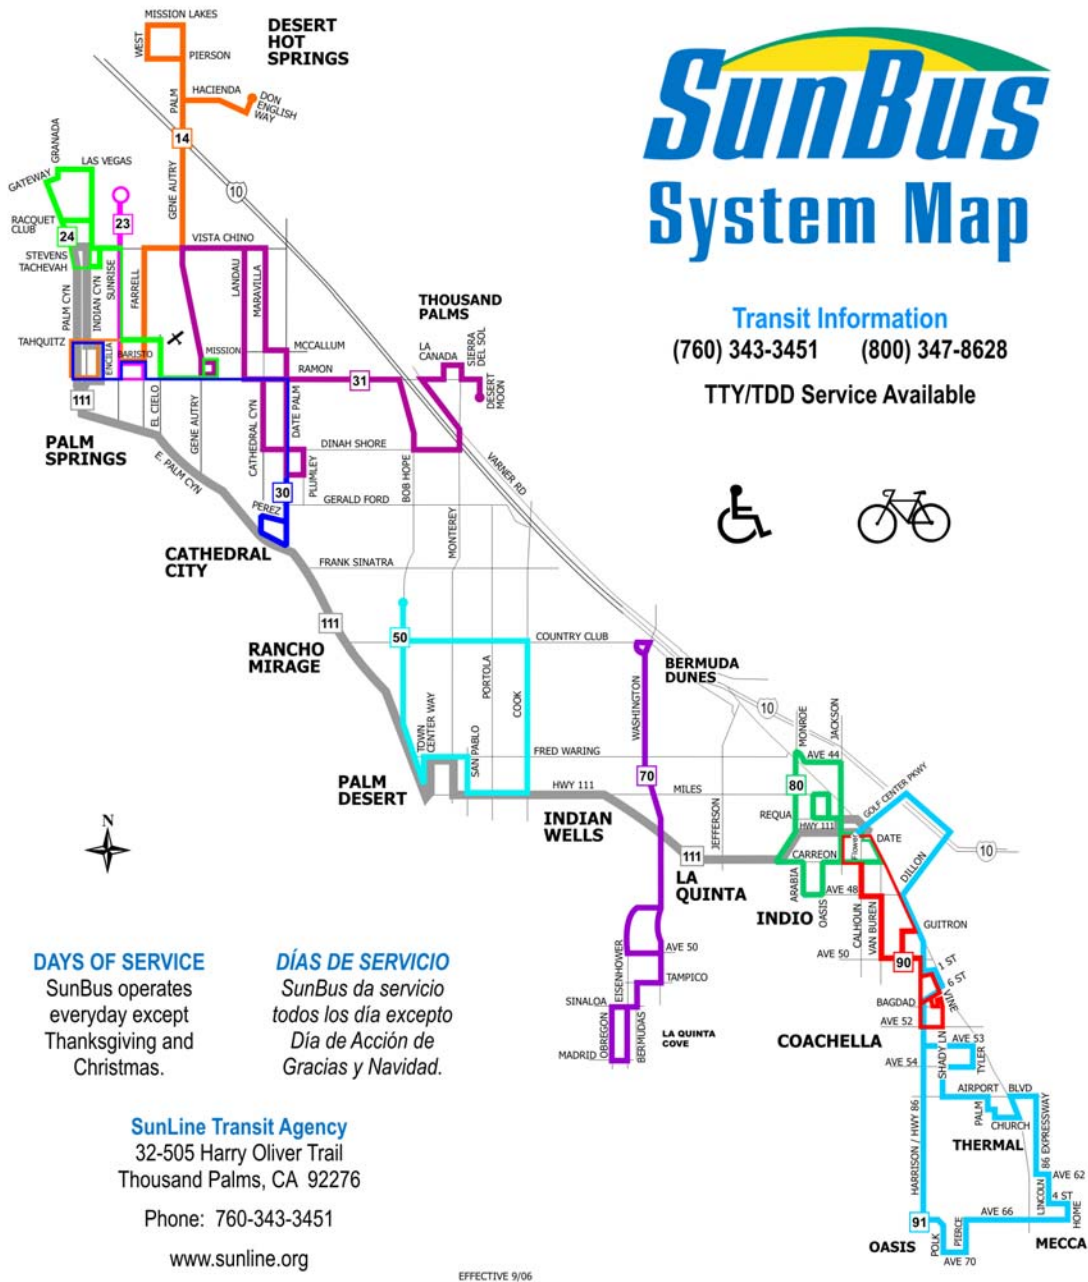 MISSION LAKES
WEST
PIERSON
DESERT
HOT
SPRINGS
PALM
HACIENDA
DON
ENGLISH
WAY
14
10
GENE AUTRY
GRANADA
LAS VEGAS
GATEWAY
RACQUET
CLUB
23
24
STEVENS
TACHEVAH
VISTA CHINO
PALM CYN
INDIAN CYN
SUNRISE
FARRELL
LANDAU
MARAVILLA
THOUSAND
PALMS
LA
CANADA
SIERRA
DEL SOL
DESERT
MOON
TAHQUITZ
ENCILIA
BARISTO
MISSION
MCCALLUM
RAMON
31
111
PALM
SPRINGS
EL CIELO
GENE AUTRY
E. PALM CYN
CATHEDRAL CYN
DATE PALM
DINAH SHORE
PLUMLEY
BOB HOPE
VARNER RD
30
PEREZ
GERALD FORD
MONTEREY
CATHEDRAL
CITY
FRANK SINATRA
111
RANCHO
MIRAGE
50
COUNTRY CLUB
PORTOLA
COOK
TOWN
CENTER WAY
SAN PABLO
FRED WARING
PALM
DESERT
HWY 111
INDIAN
WELLS
WASHINGTON
BERMUDA
DUNES
70
MILES
JEFFERSON
111
LA
QUINTA
10
MONROE
JACKSON
AVE 44
80
GOLF CENTER PKWY
REQUA
HWY 111
Flower
DATE
CARREON
DILLON
10
ARABIA
OASIS
AVE 48
INDIO
CALHOUN
VAN BUREN
GUITRON
AVE 50
90
1 ST
6 ST
VINE
BAGDAD
AVE 52
COACHELLA
EISENHOWER
AVE 50
TAMPICO
SINALOA
OBREGON
BERMUDAS
MADRID
LA QUINTA
COVE
SHADY LN
AVE 53
TYLER
AVE 54
AIRPORT BLVD
PALM
CHURCH
THERMAL
HARRISON / HWY 86
86 EXPRESSWAY
AVE 62
LINCOLN
4 ST
HOME
AVE 66
91
OASIS
POLK
PIERCE
AVE 70
MECCA
SunBus
System Map
Transit Information
(760) 343-3451 (800) 347-8628
TTY/TDD Service Available
N
DAYS OF SERVICE
SunBus operates
everyday except
Thanksgiving and
Christmas.
DÍAS DE SERVICIO
SunBus da servicio
todos los día excepto
Día de Acción de
Gracias y Navidad.
SunLine Transit Agency
32-505 Harry Oliver Trail
Thousand Palms, CA 92276
Phone: 760-343-3451
www.sunline.org
EFFECTIVE 9/06